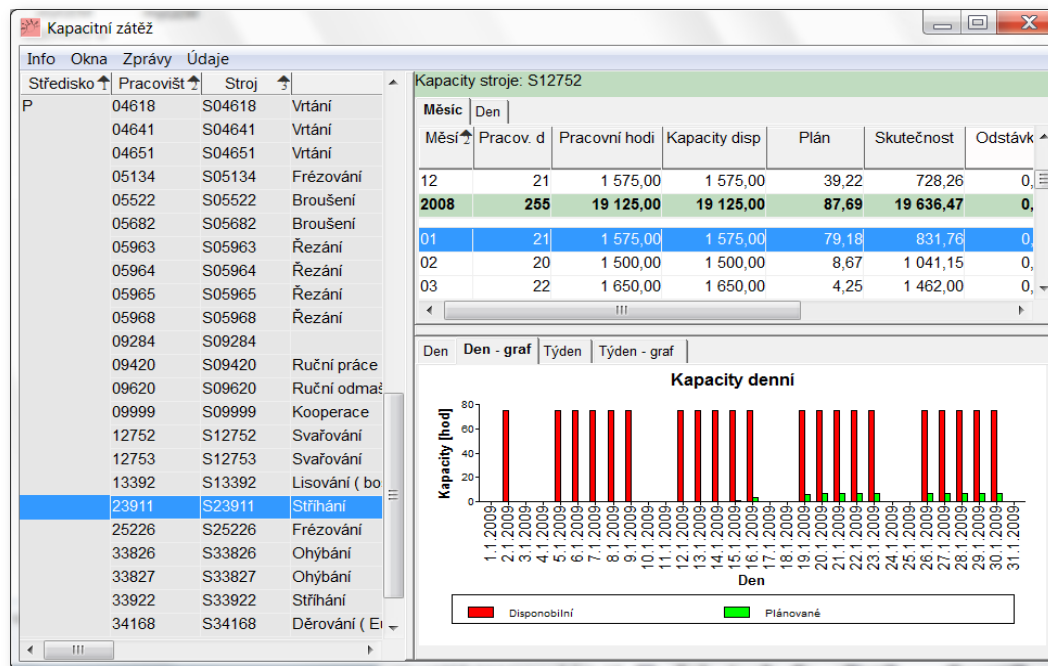 Kapacitní zátěž
Info Okna Zprávy Údaje
Středisko 1 Pracovišt 2 Stroj 3
P 04618 S04618 Vrtání
04641 S04641 Vrtání
04651 S04651 Vrtání
05134 S05134 Frézování
05522 S05522 Broušení
05682 S05682 Broušení
05963 S05963 Řezání
05964 S05964 Řezání
05965 S05965 Řezání
05968 S05968 Řezání
09284 S09284
09420 S09420 Ruční práce
09620 S09620 Ruční odmaš
09999 S09999 Kooperace
12752 S12752 Svařování
12753 S12753 Svařování
13392 S13392 Lisování ( bo
23911 S23911 Stříhání
25226 S25226 Frézování
33826 S33826 Ohýbání
33827 S33827 Ohýbání
33922 S33922 Stříhání
34168 S34168 Děrování ( Eu
Kapacity stroje: S12752
Měsíc Den
Měsí 2 Pracov. d Pracovní hodi Kapacity disp Plán Skutečnost Odstávk
12 21 1 575,00 1 575,00 39,22 728,26 0,
2008 255 19 125,00 19 125,00 87,69 19 636,47 0,
01 21 1 575,00 1 575,00 79,18 831,76 0,
02 20 1 500,00 1 500,00 8,67 1 041,15 0,
03 22 1 650,00 1 650,00 4,25 1 462,00 0,
Den Den - graf Týden Týden - graf
Kapacity denní
Kapacity [hod]
80
60
40
20
0
1.1.2009 2.1.2009 3.1.2009 4.1.2009 5.1.2009 6.1.2009 7.1.2009 8.1.2009 9.1.2009 10.1.2009 11.1.2009 12.1.2009 13.1.2009 14.1.2009 15.1.2009 16.1.2009 17.1.2009 18.1.2009 19.1.2009 20.1.2009 21.1.2009 22.1.2009 23.1.2009 24.1.2009 25.1.2009 26.1.2009 27.1.2009 28.1.2009 29.1.2009 30.1.2009 31.1.2009
Den
Disponobilní Plánované